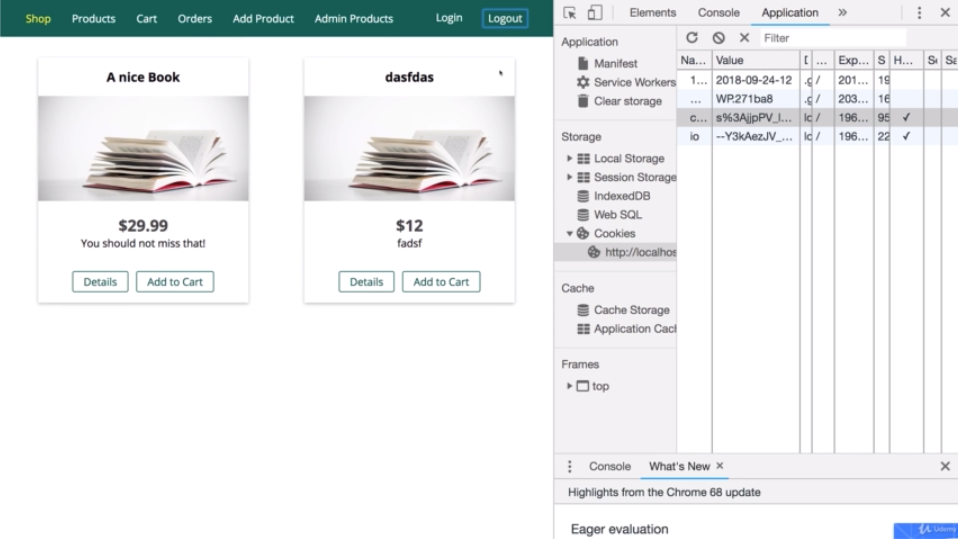 Shop Products Cart Orders Add Product Admin Products Login Logout
A nice Book
$29.99
You should not miss that!
Details Add to Cart
dasfdas
$12
fadsf
Details Add to Cart
Elements Console Application
Filter
Application
Manifest
Service Workers
Clear storage
Storage
Local Storage
Session Storage
IndexedDB
Web SQL
Cookies
http://localhos
Cache
Cache Storage
Application Cacl
Frames
top
Na... Value ... Exp... S H... Sa
1... 2018-09-24-12 .g / 201... 19
... WP.271ba8 .g / 203... 16
c... s%3AjjpPV_l... lc / 196... 95 ✓
io --Y3kAezJV_... lc / 196... 22 ✓
Console What's New
Highlights from the Chrome 68 update
Eager evaluation
Udemy